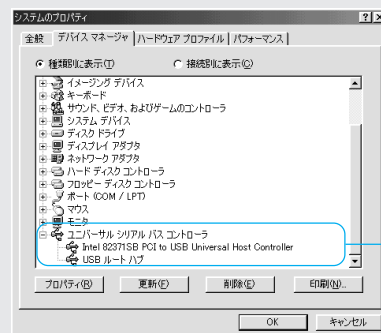 システムのプロパティ
全般 デバイス マネージャ ハードウェア プロファイル パフォーマンス
種類別に表示(T) 接続別に表示(C)
イメージング デバイス
キーボード
サウンド、ビデオ、およびゲームのコントローラ
システム デバイス
ディスク ドライブ
ディスプレイ アダプタ
ネットワーク アダプタ
ハード ディスク コントローラ
フロッピー ディスク コントローラ
ポート (COM / LPT)
マウス
モニタ
ユニバーサル シリアル バス コントローラ
Intel 82371SB PCI to USB Universal Host Controller
USB ルート ハブ
プロパティ(R) 更新(F) 削除(E) 印刷(N)...
OK キャンセル